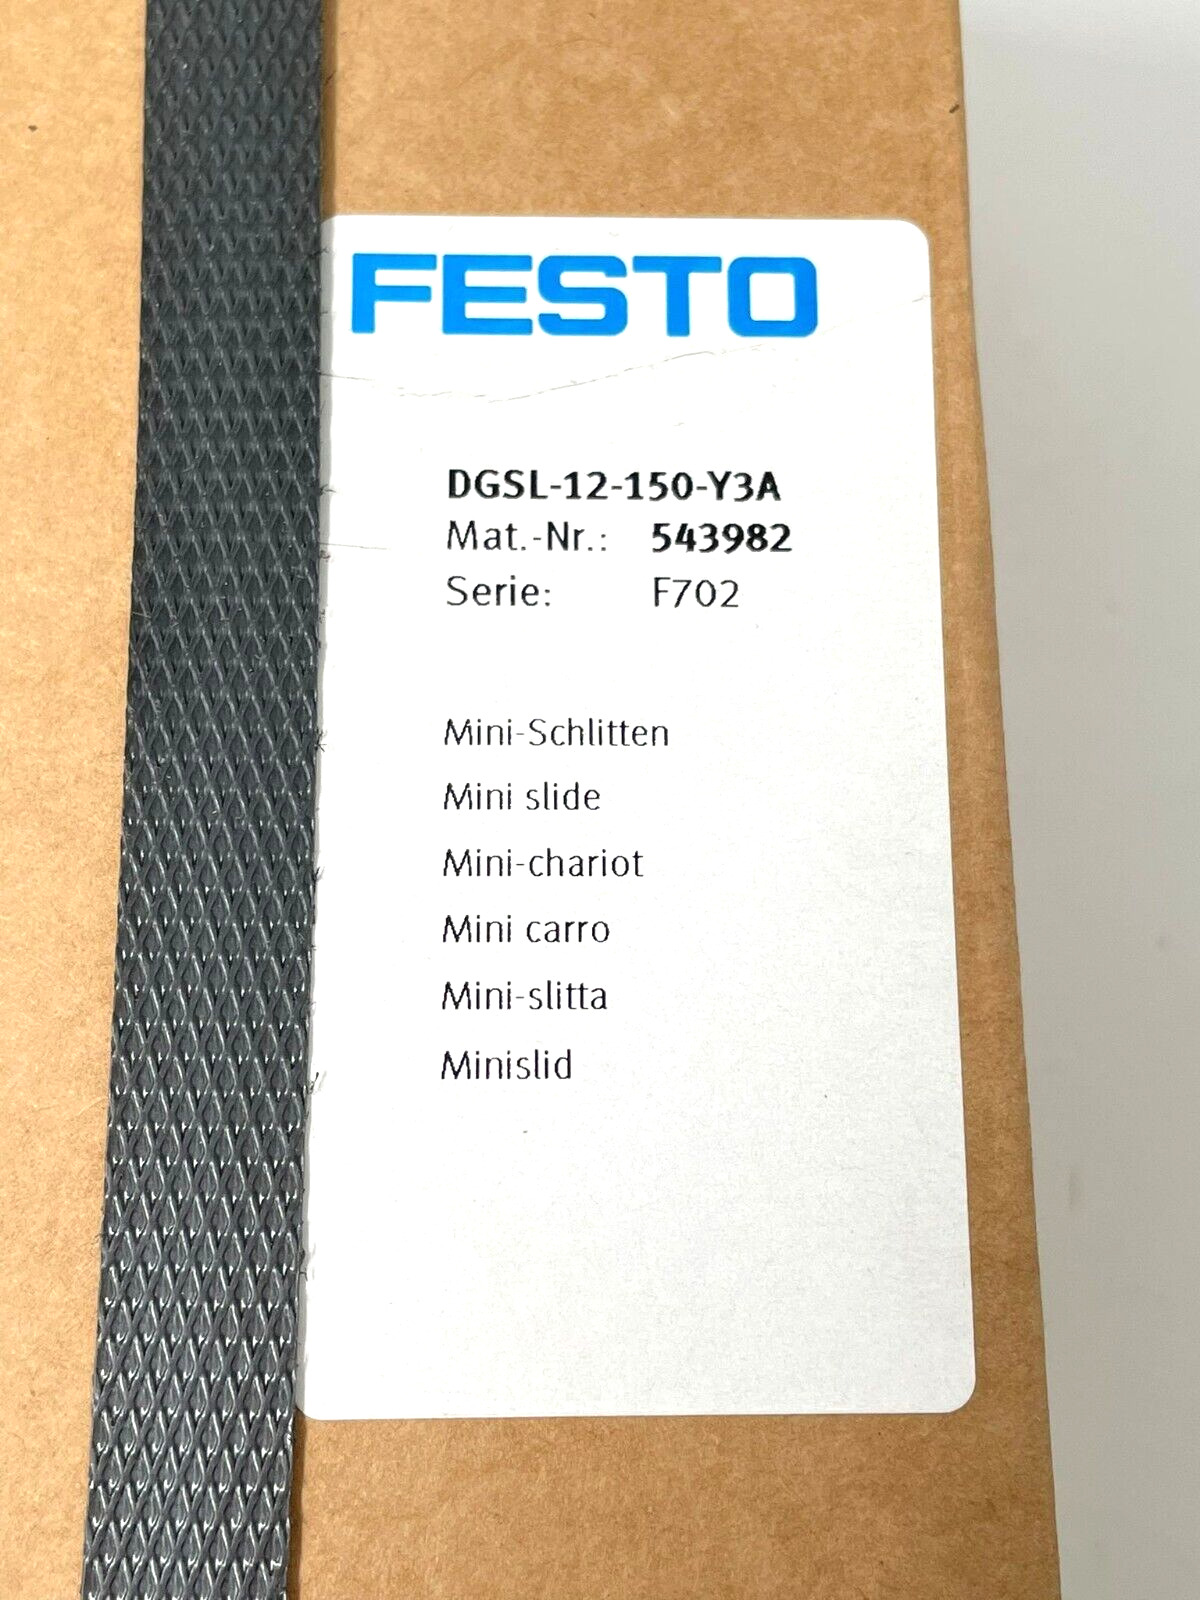 FESTO
DGSL-12-150-Y3A
Mat.-Nr.: 543982
Serie: F702
Mini-Schlitten
Mini slide
Mini-chariot
Mini carro
Mini-slitta
Minislid